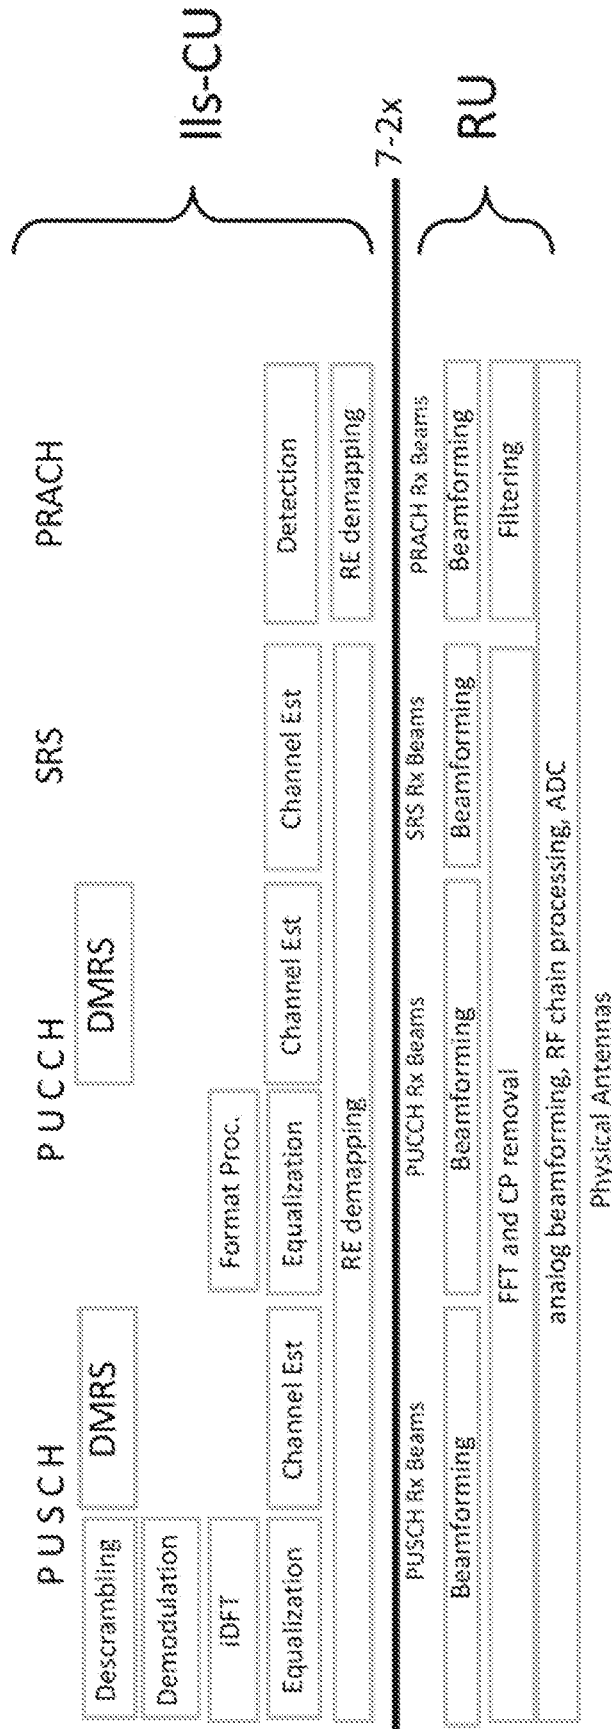 PUSCH PUCCH SRS PRACH
Descrambling DMRS DMRS
Demodulation
iDFT Format Proc.
Equalization Channel Est Equalization Channel Est Channel Est Detection
RE demapping RE demapping
lls-CU
7-2x
PUSCH Rx Beams PUCCH Rx Beams SRS Rx Beams PRACH Rx Beams
Beamforming Beamforming Beamforming Beamforming
FFT and CP removal Filtering
analog beamforming, RF chain processing, ADC
RU
Physical Antennas